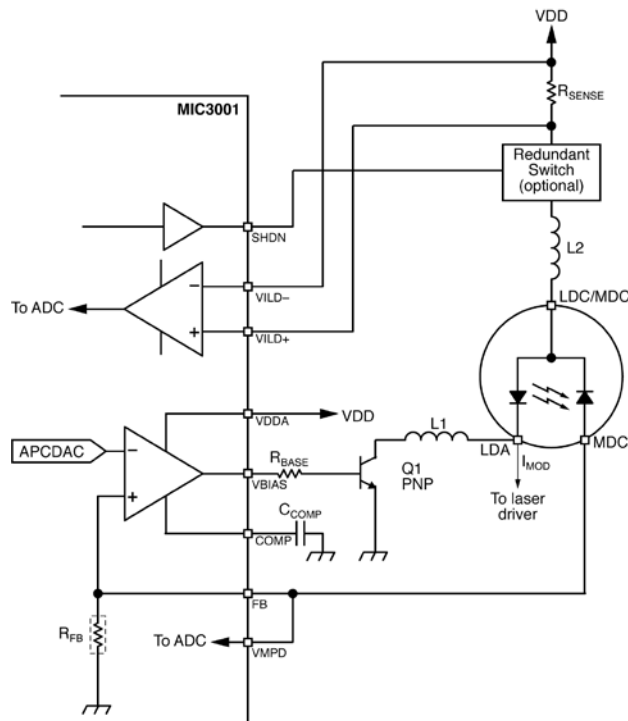 VDD
MIC3001
RSENSE
Redundant
Switch
(optional)
SHDN
L2
LDC/MDC
VILD–
To ADC
VILD+
VDDA
VDD
APCDAC
L1
RBASE
LDA
MDC
VBIAS
Q1
PNP
IMOD
To laser
driver
CCOMP
COMP
FB
RFB
To ADC
VMPD
–
+
–
+